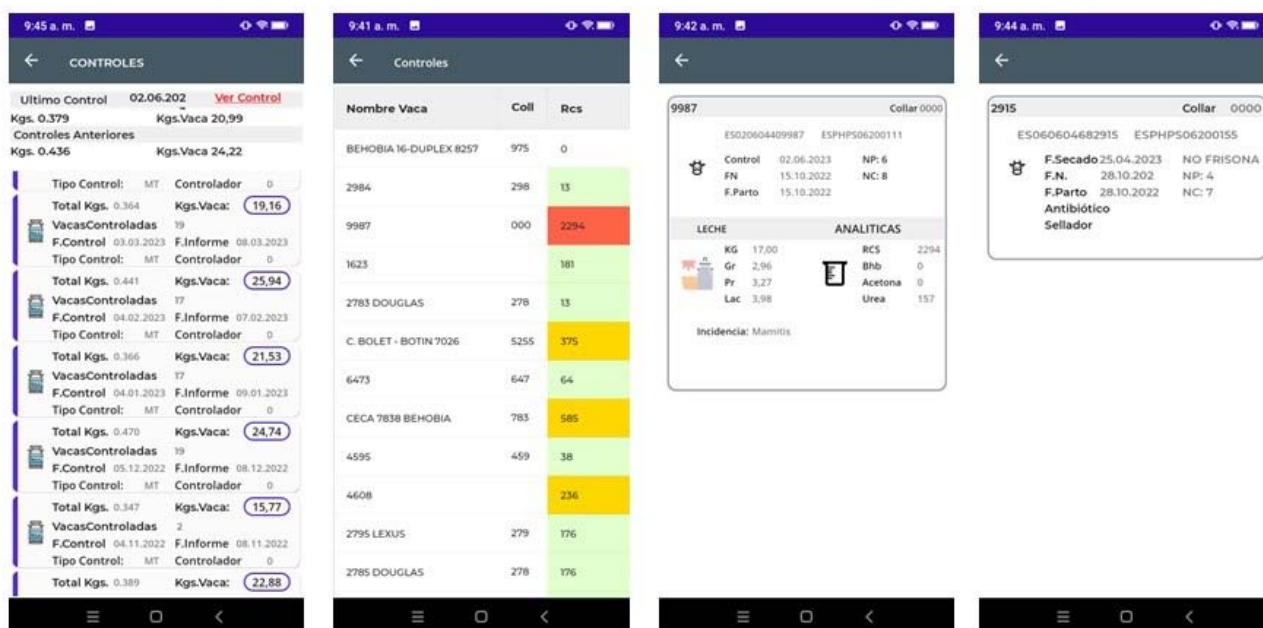 9:45 a. m.
CONTROLES
Ultimo Control 02.06.202 Ver Control
Kgs. 0.379 Kgs.Vaca 20,99
Controles Anteriores
Kgs. 0.436 Kgs.Vaca 24,22
Tipo Control: MT Controlador 0
Total Kgs. 0.364 Kgs.Vaca: 19,16
VacasControladas 19
F.Control 03.03.2023 F.Informe 08.03.2023
Tipo Control: MT Controlador 0
Total Kgs. 0.441 Kgs.Vaca: 25,94
VacasControladas 17
F.Control 04.02.2023 F.Informe 07.02.2023
Tipo Control: MT Controlador 0
Total Kgs. 0.366 Kgs.Vaca: 21,53
VacasControladas 17
F.Control 04.01.2023 F.Informe 09.01.2023
Tipo Control: MT Controlador 0
Total Kgs. 0.470 Kgs.Vaca: 24,74
VacasControladas 19
F.Control 05.12.2022 F.Informe 08.12.2022
Tipo Control: MT Controlador 0
Total Kgs. 0.347 Kgs.Vaca: 15,77
VacasControladas 2
F.Control 04.11.2022 F.Informe 08.11.2022
Tipo Control: MT Controlador 0
Total Kgs. 0.389 Kgs.Vaca: 22,88
9:41 a. m.
Controles
Nombre Vaca Coll Rcs
BEHOBIA 16-DUPLEX 8257 975 0
2984 298 13
9987 000 2294
1623 181
2783 DOUGLAS 278 13
C. BOLET - BOTIN 7026 5255 375
6473 647 64
CECA 7838 BEHOBIA 783 585
4595 459 38
4608 236
2795 LEXUS 279 176
2785 DOUGLAS 278 176
9:42 a. m.
9987 Collar 0000
ES020604409987 ESPHPS06200111
Control 02.06.2023 NP: 6
FN 15.10.2022 NC: 8
F.Parto 15.10.2022
LECHE ANALITICAS
KG 17,00 RCS 2294
Gr 2,96 Bhb 0
Pr 3,27 Acetona 0
Lac 3,98 Urea 157
Incidencia: Mamitis
9:44 a. m.
2915 Collar 0000
ES060604682915 ESPHPS06200155
F.Secado 25.04.2023 NO FRISONA
F.N. 28.10.202 NP: 4
F.Parto 28.10.2022 NC: 7
Antibiótico
Sellador